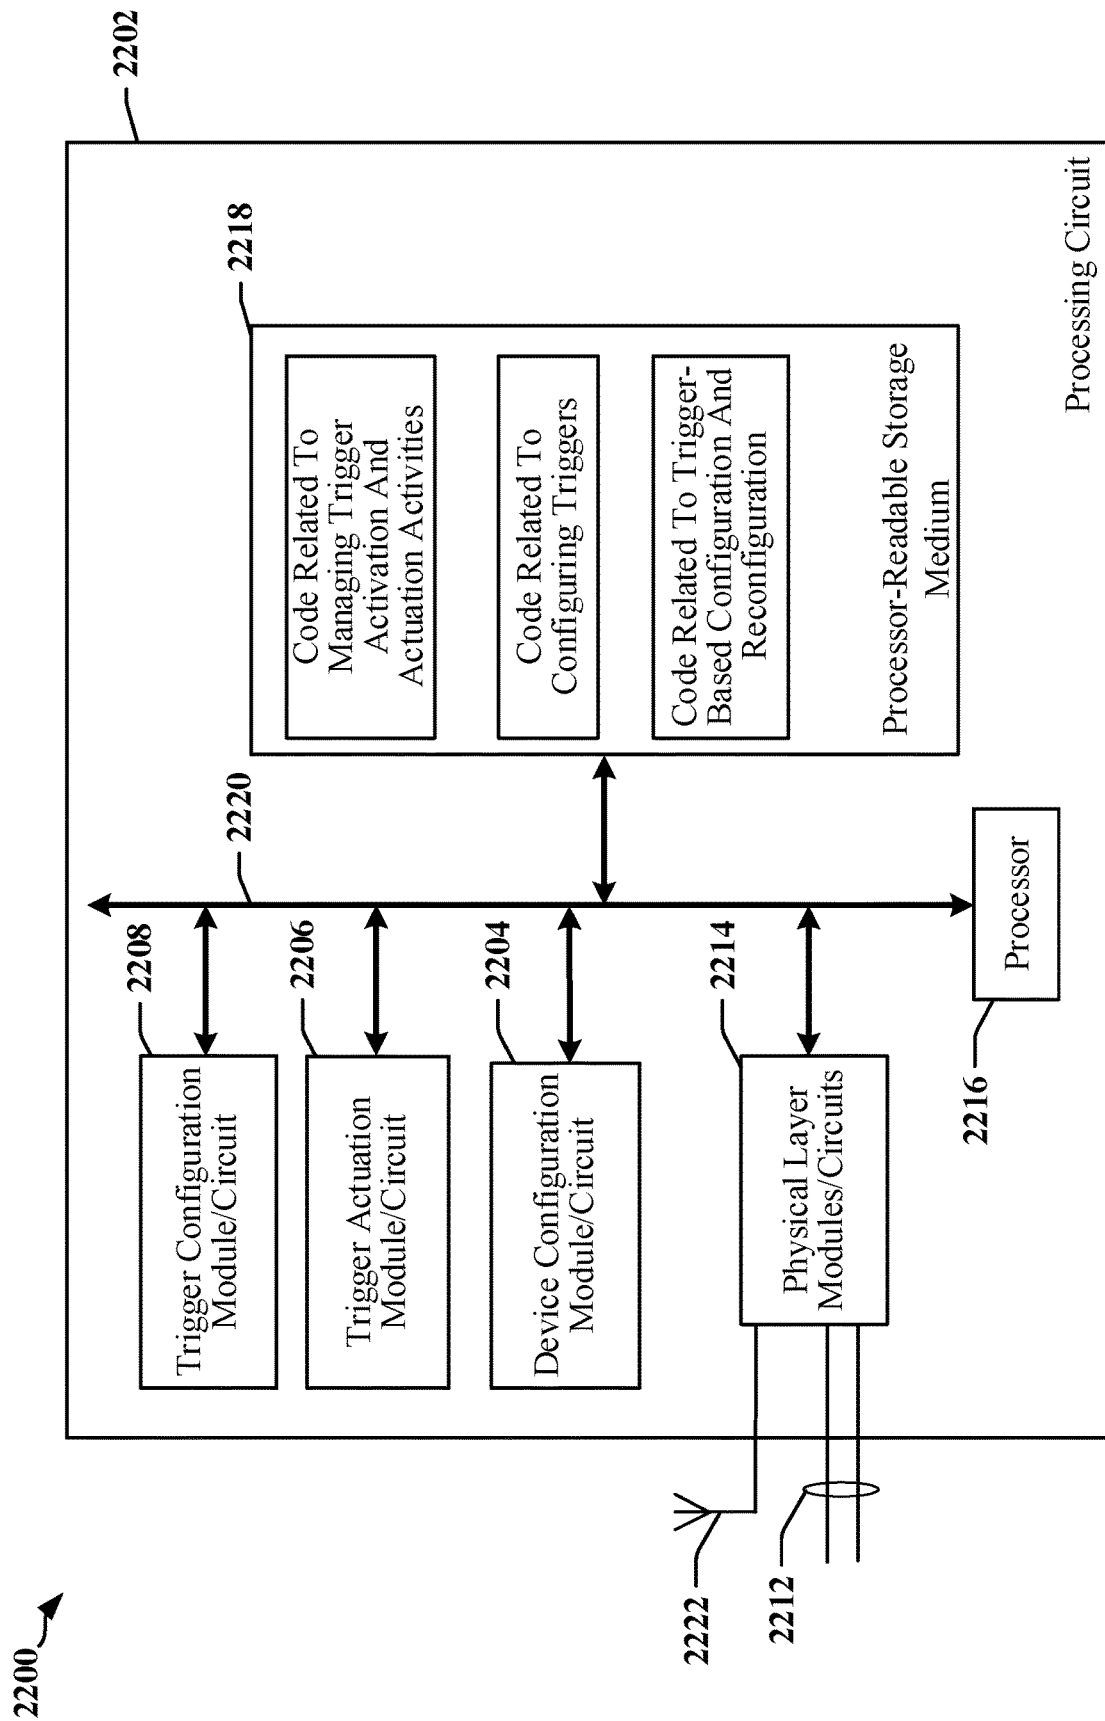 2200
2202
2208
Trigger Configuration
Module/Circuit
2206
Trigger Actuation
Module/Circuit
2204
Device Configuration
Module/Circuit
2214
Physical Layer
Modules/Circuits
2222
2212
2220
2216
Processor
2218
Code Related To
Managing Trigger
Activation And
Actuation Activities
Code Related To
Configuring Triggers
Code Related To Trigger-
Based Configuration And
Reconfiguration
Processor-Readable Storage
Medium
Processing Circuit